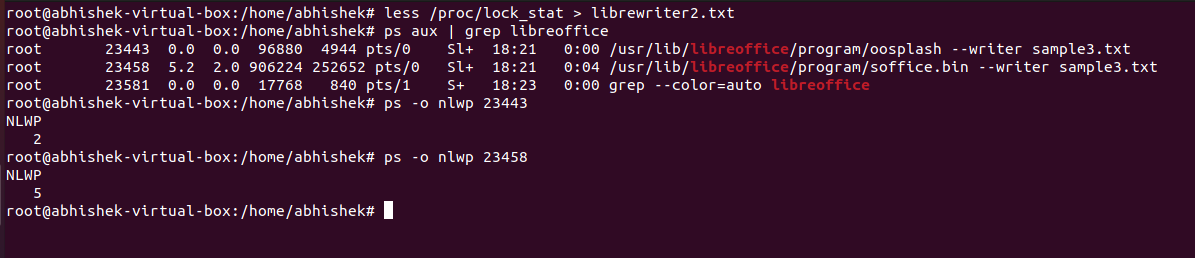 root@abhishek-virtual-box:/home/abhishek# less /proc/lock_stat > librewriter2.txt
root@abhishek-virtual-box:/home/abhishek# ps aux | grep libreoffice
root     23443  0.0  0.0  96880  4944 pts/0    Sl+  18:21   0:00 /usr/lib/libreoffice/program/oosplash --writer sample3.txt
root     23458  5.2  2.0 906224 252652 pts/0   Sl+  18:21   0:04 /usr/lib/libreoffice/program/soffice.bin --writer sample3.txt
root     23581  0.0  0.0  17768   840 pts/1    S+   18:23   0:00 grep --color=auto libreoffice
root@abhishek-virtual-box:/home/abhishek# ps -o nlwp 23443
NLWP
   2
root@abhishek-virtual-box:/home/abhishek# ps -o nlwp 23458
NLWP
   5
root@abhishek-virtual-box:/home/abhishek#